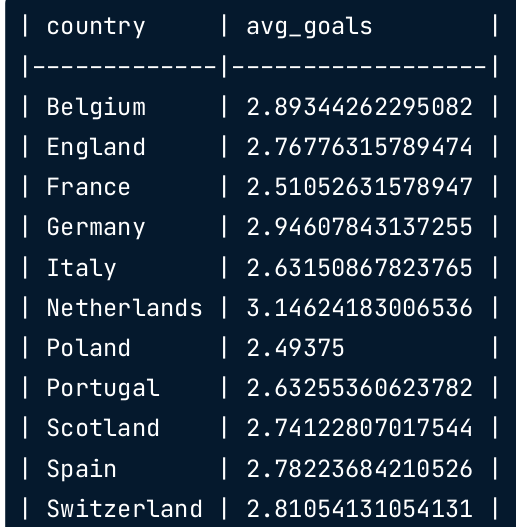 | country     | avg_goals        |
|-------------|------------------|
| Belgium     | 2.89344262295082 |
| England     | 2.76776315789474 |
| France      | 2.51052631578947 |
| Germany     | 2.94607843137255 |
| Italy       | 2.63150867823765 |
| Netherlands | 3.14624183006536 |
| Poland      | 2.49375          |
| Portugal    | 2.63255360623782 |
| Scotland    | 2.74122807017544 |
| Spain       | 2.78223684210526 |
| Switzerland | 2.81054131054131 |